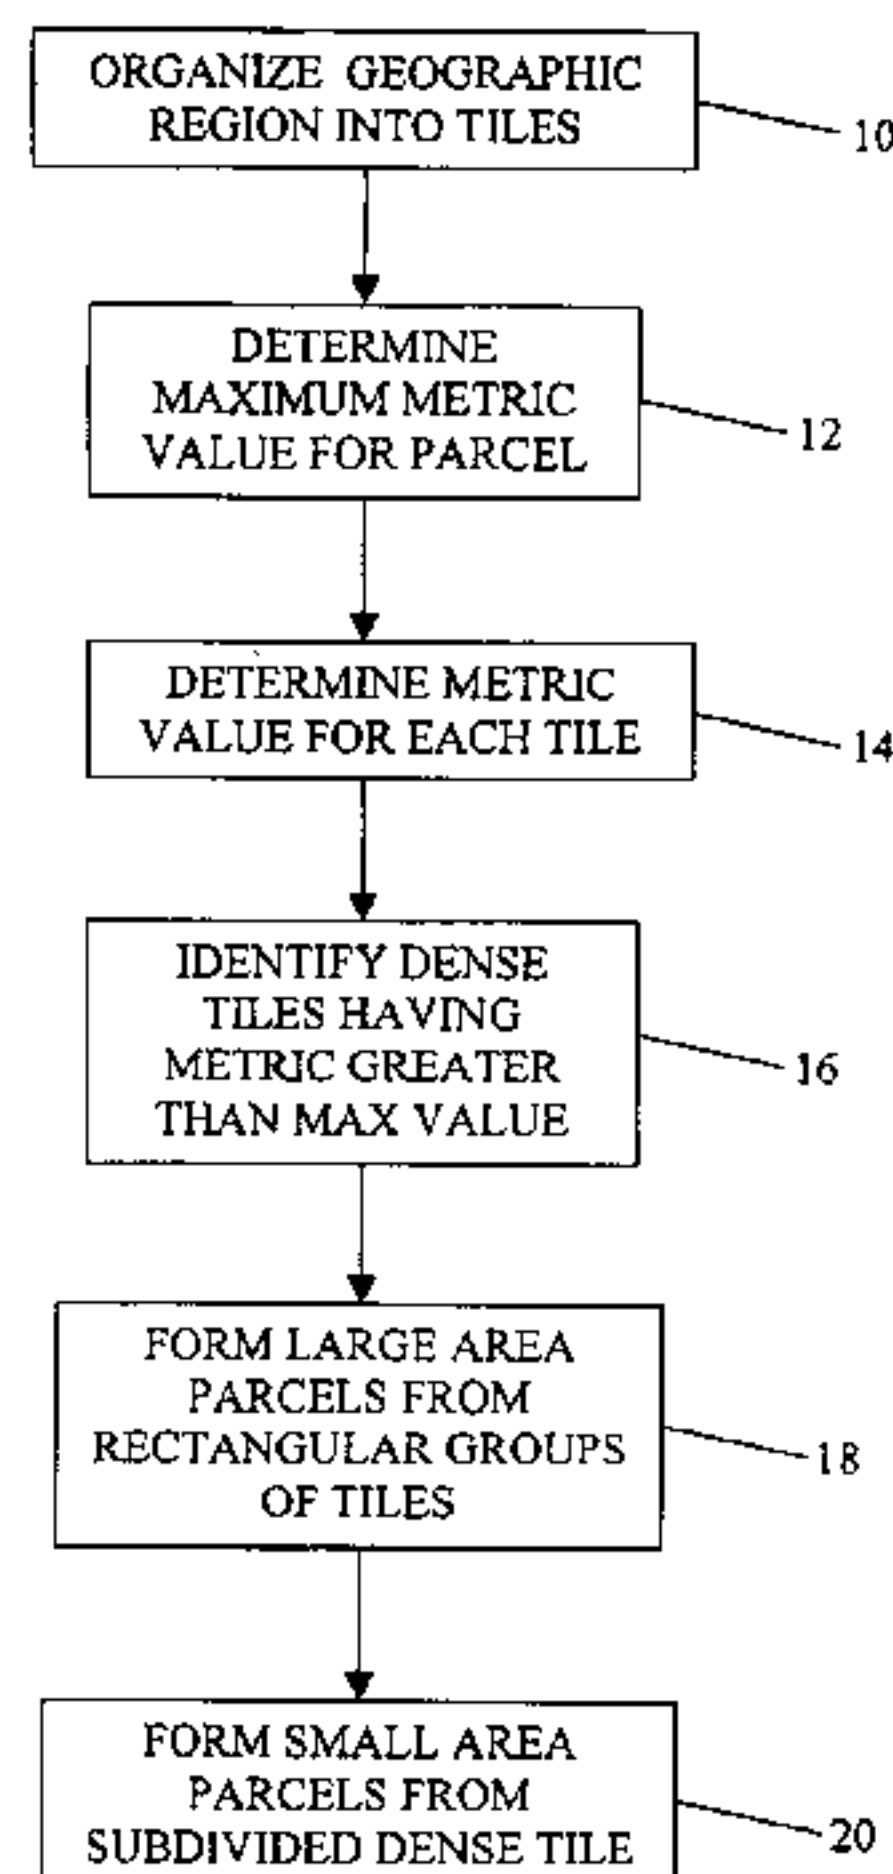 ORGANIZE GEOGRAPHIC
REGION INTO TILES
10
DETERMINE
MAXIMUM METRIC
VALUE FOR PARCEL
12
DETERMINE METRIC
VALUE FOR EACH TILE
14
IDENTIFY DENSE
TILES HAVING
METRIC GREATER
THAN MAX VALUE
16
FORM LARGE AREA
PARCELS FROM
RECTANGULAR GROUPS
OF TILES
18
FORM SMALL AREA
PARCELS FROM
SUBDIVIDED DENSE TILE
20